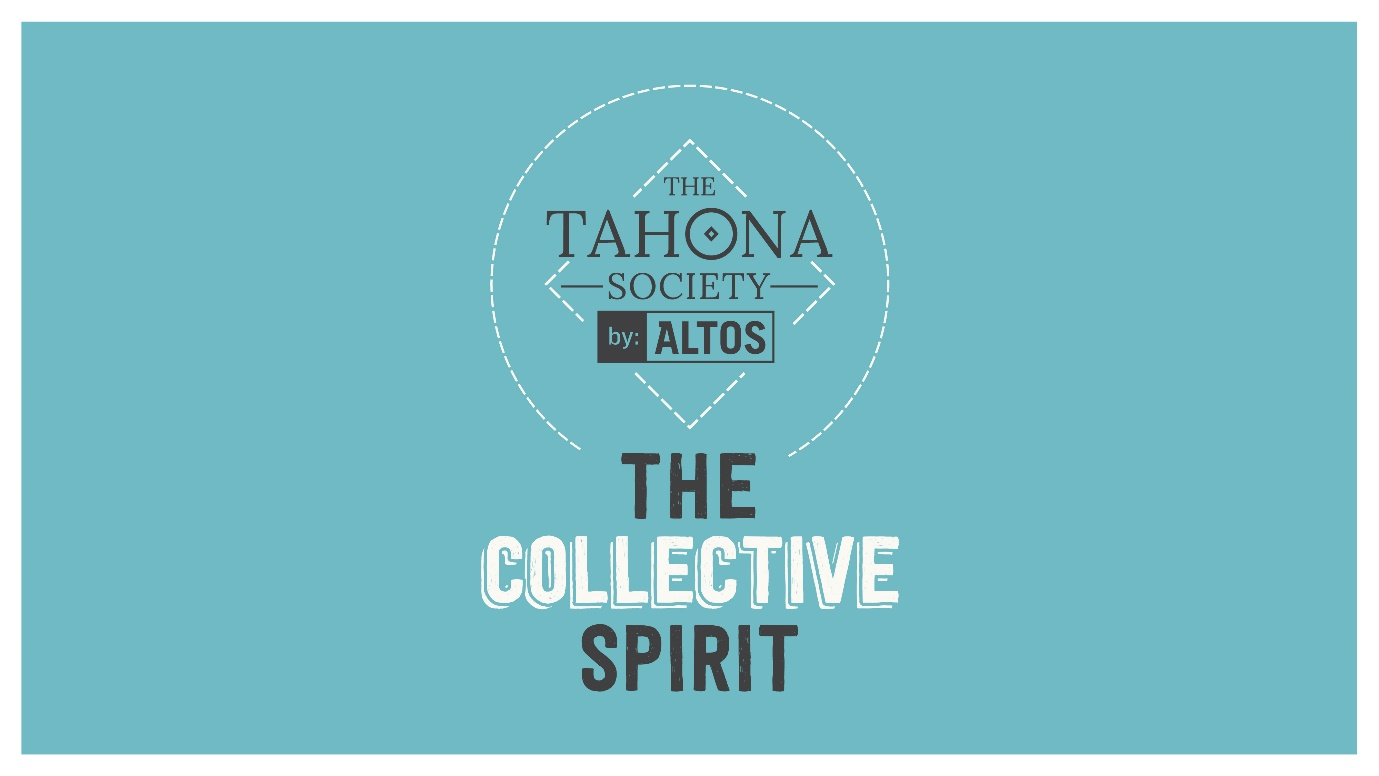 THE
TAHONA
SOCIETY
by: ALTOS
THE
COLLECTIVE
SPIRIT